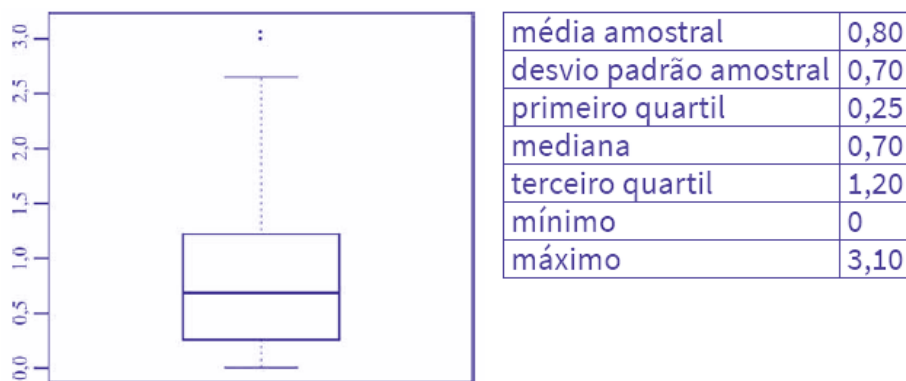 3,0
2,5
2,0
1,5
1,0
0,5
0,0
média amostral 0,80
desvio padrão amostral 0,70
primeiro quartil 0,25
mediana 0,70
terceiro quartil 1,20
mínimo 0
máximo 3,10